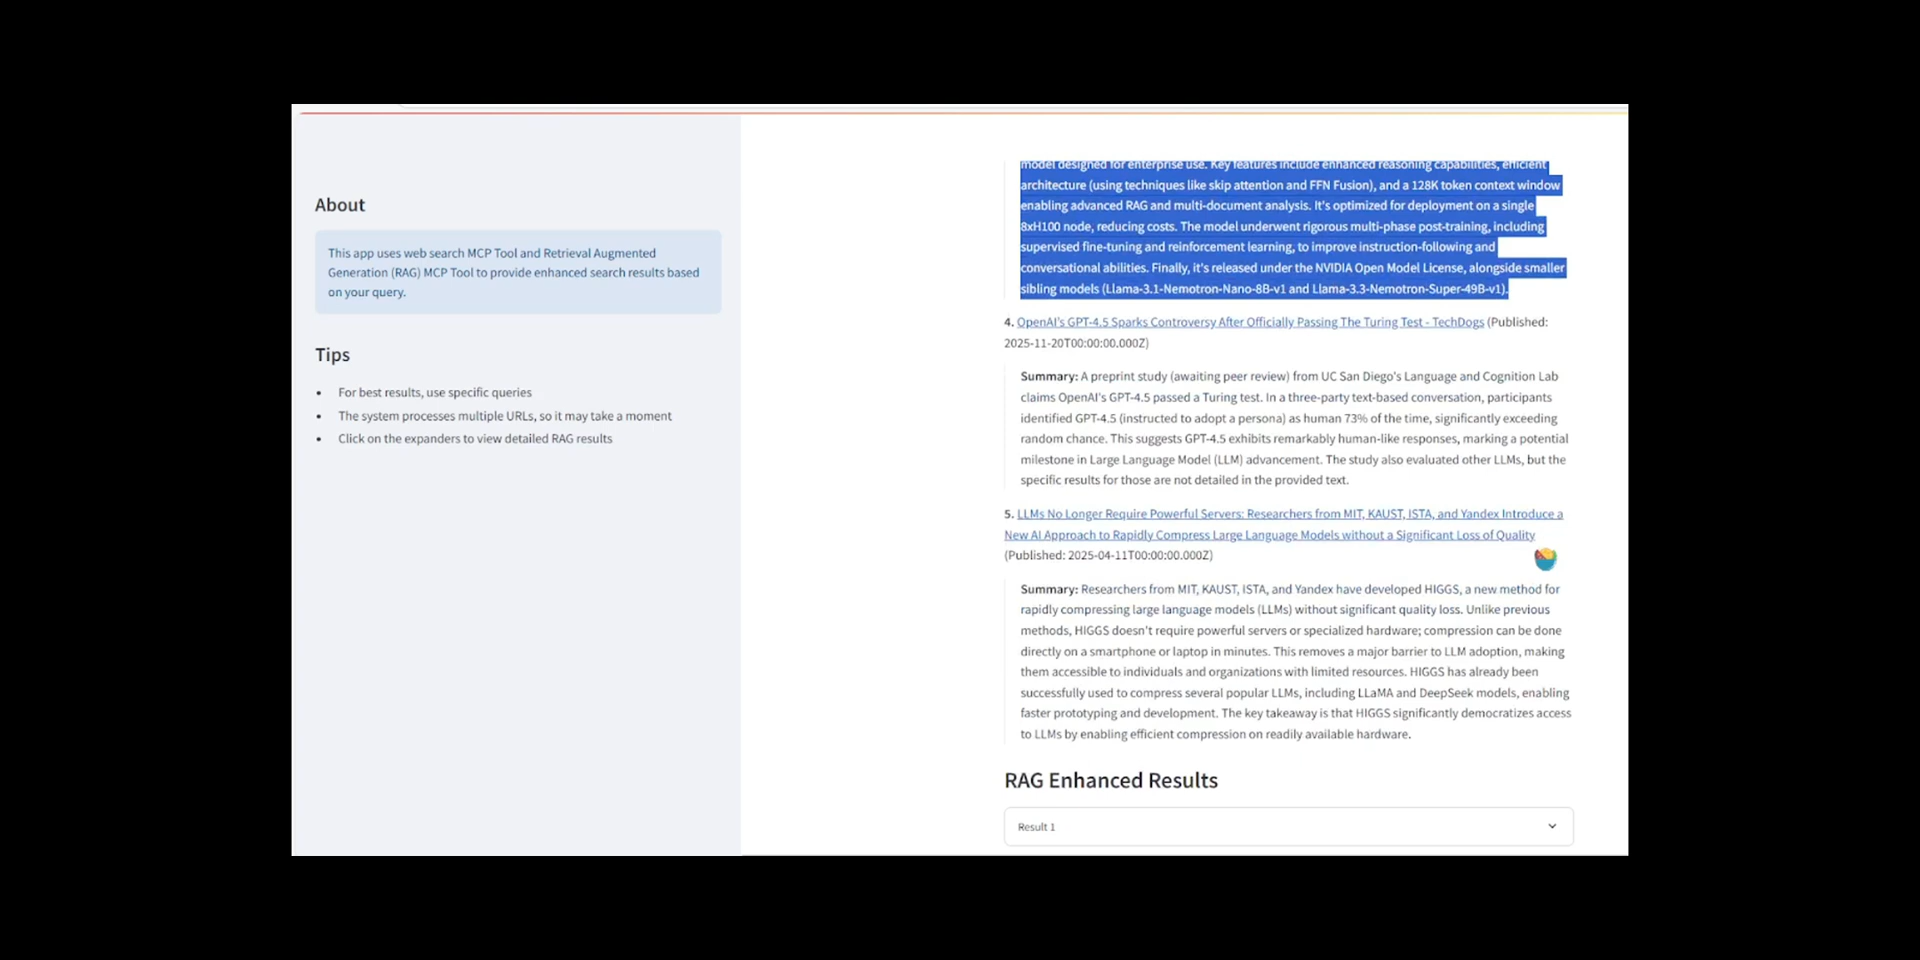 About
This app uses web search MCP Tool and Retrieval Augmented
Generation (RAG) MCP Tool to provide enhanced search results based
on your query.
Tips
For best results, use specific queries
The system processes multiple URLs, so it may take a moment
Click on the expanders to view detailed RAG results
model designed for enterprise use. Key features include enhanced reasoning capabilities, efficient
architecture (using techniques like skip attention and FFN Fusion), and a 128K token context window
enabling advanced RAG and multi-document analysis. It's optimized for deployment on a single
8xH100 node, reducing costs. The model underwent rigorous multi-phase post-training, including
supervised fine-tuning and reinforcement learning, to improve instruction-following and
conversational abilities. Finally, it's released under the NVIDIA Open Model License, alongside smaller
sibling models (Llama-3.1-Nemotron-Nano-8B-v1 and Llama-3.3-Nemotron-Super-49B-v1).
4. OpenAI's GPT-4.5 Sparks Controversy After Officially Passing The Turing Test - TechDogs (Published:
2025-11-20T00:00:00.000Z)
Summary: A preprint study (awaiting peer review) from UC San Diego's Language and Cognition Lab
claims OpenAI's GPT-4.5 passed a Turing test. In a three-party text-based conversation, participants
identified GPT-4.5 (instructed to adopt a persona) as human 73% of the time, significantly exceeding
random chance. This suggests GPT-4.5 exhibits remarkably human-like responses, marking a potential
milestone in Large Language Model (LLM) advancement. The study also evaluated other LLMs, but the
specific results for those are not detailed in the provided text.
5. LLMs No Longer Require Powerful Servers: Researchers from MIT, KAUST, ISTA, and Yandex Introduce a
New AI Approach to Rapidly Compress Large Language Models without a Significant Loss of Quality
(Published: 2025-04-11T00:00:00.000Z)
Summary: Researchers from MIT, KAUST, ISTA, and Yandex have developed HIGGS, a new method for
rapidly compressing large language models (LLMs) without significant quality loss. Unlike previous
methods, HIGGS doesn't require powerful servers or specialized hardware; compression can be done
directly on a smartphone or laptop in minutes. This removes a major barrier to LLM adoption, making
them accessible to individuals and organizations with limited resources. HIGGS has already been
successfully used to compress several popular LLMs, including LLaMA and DeepSeek models, enabling
faster prototyping and development. The key takeaway is that HIGGS significantly democratizes access
to LLMs by enabling efficient compression on readily available hardware.
RAG Enhanced Results
Result 1